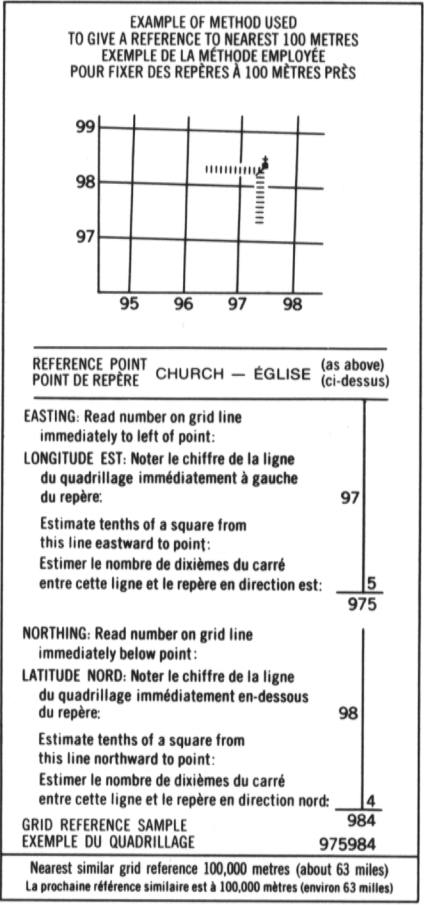 EXAMPLE OF METHOD USED
TO GIVE A REFERENCE TO NEAREST 100 METRES
EXEMPLE DE LA MÉTHODE EMPLOYÉE
POUR FIXER DES REPÈRES À 100 MÈTRES PRÈS
99
98
97
95 96 97 98
REFERENCE POINT
POINT DE REPÈRE
CHURCH — ÉGLISE
(as above)
(ci-dessus)
EASTING: Read number on grid line
immediately to left of point:
LONGITUDE EST: Noter le chiffre de la ligne
du quadrillage immédiatement à gauche
du repère: 97
Estimate tenths of a square from
this line eastward to point:
Estimer le nombre de dixièmes du carré
entre cette ligne et le repère en direction est: 5
975
NORTHING: Read number on grid line
immediately below point:
LATITUDE NORD: Noter le chiffre de la ligne
du quadrillage immédiatement en-dessous
du repère: 98
Estimate tenths of a square from
this line northward to point:
Estimer le nombre de dixièmes du carré
entre cette ligne et le repère en direction nord: 4
GRID REFERENCE SAMPLE 984
EXEMPLE DU QUADRILLAGE 975984
Nearest similar grid reference 100,000 metres (about 63 miles)
La prochaine référence similaire est à 100,000 mètres (environ 63 milles)